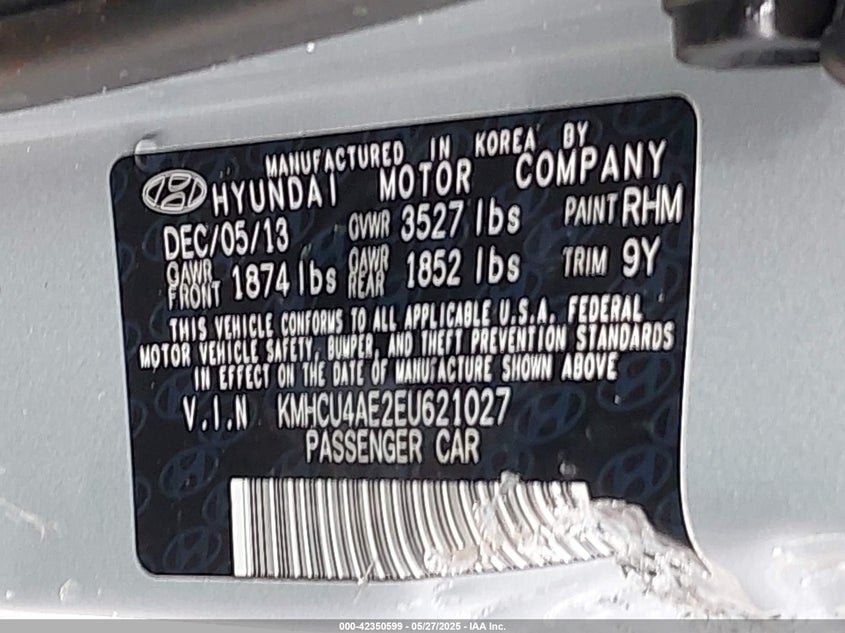 MANUFACTURED IN KOREA BY
HYUNDAI MOTOR COMPANY
DEC/05/13 GVWR 3527 lbs PAINT RHM
GAWR FRONT 1874 lbs GAWR REAR 1852 lbs TRIM 9Y
THIS VEHICLE CONFORMS TO ALL APPLICABLE U.S.A. FEDERAL
MOTOR VEHICLE SAFETY, BUMPER, AND THEFT PREVENTION STANDARDS
IN EFFECT ON THE DATE OF MANUFACTURE SHOWN ABOVE
V.I.N KMHCU4AE2EU621027
PASSENGER CAR
000-42350599 - 05/27/2025 - IAA Inc.